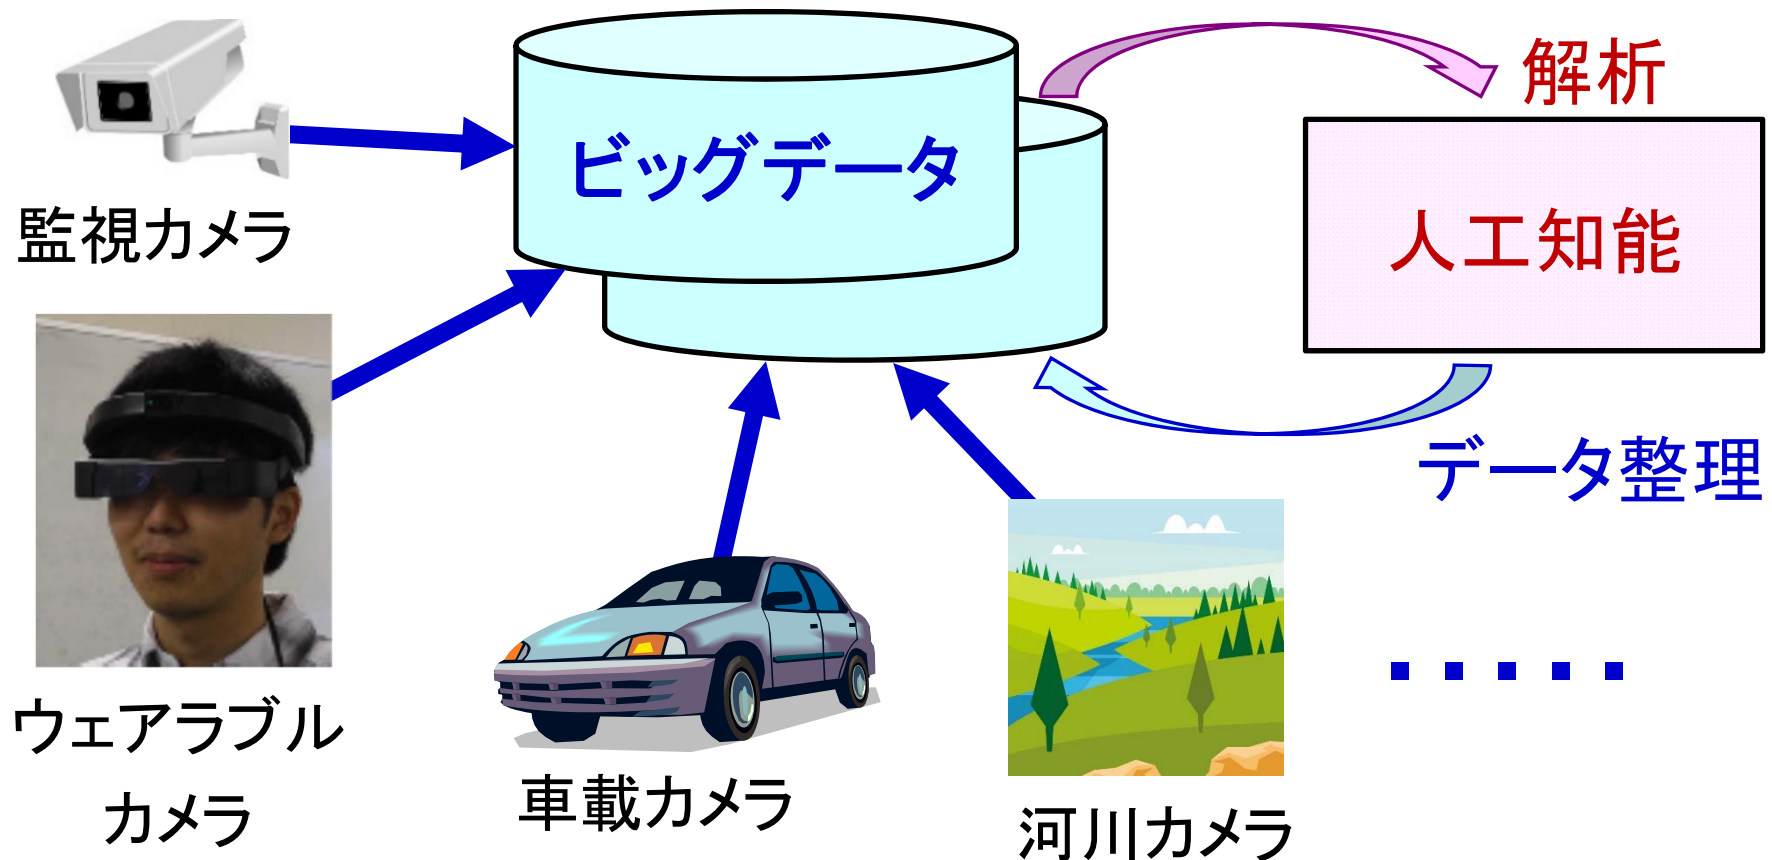 解析
ビッグデータ
人工知能
監視カメラ
データ整理
ウェアラブル
カメラ
車載カメラ
河川カメラ